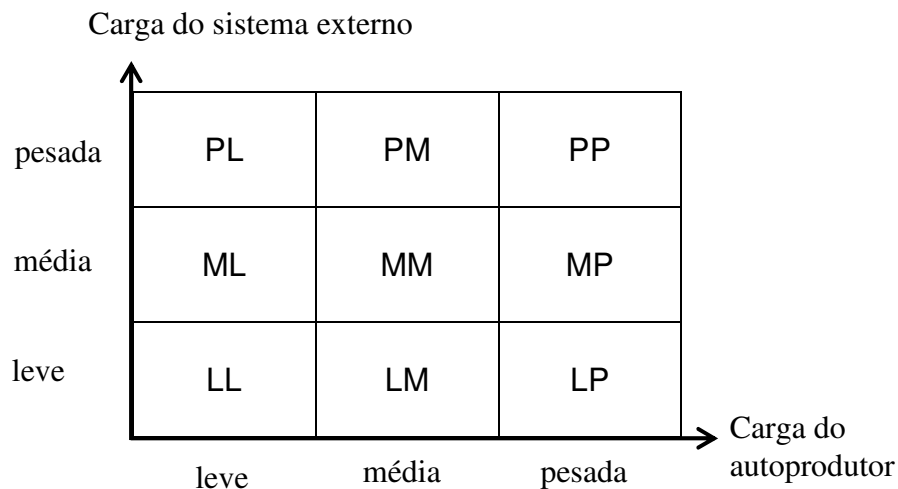 Carga do sistema externo
pesada PL PM PP
média ML MM MP
leve LL LM LP
Carga do
autoprodutor
leve média pesada